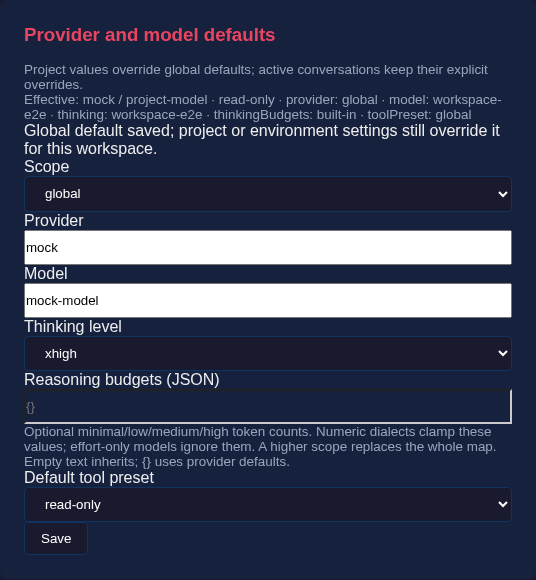 Provider and model defaults
Project values override global defaults; active conversations keep their explicit
overrides.
Effective: mock / project-model · read-only · provider: global · model: workspace-
e2e · thinking: workspace-e2e · thinkingBudgets: built-in · toolPreset: global
Global default saved; project or environment settings still override it
for this workspace.
Scope
global
Provider
mock
Model
mock-model
Thinking level
xhigh
Reasoning budgets (JSON)
{}
Optional minimal/low/medium/high token counts. Numeric dialects clamp these
values; effort-only models ignore them. A higher scope replaces the whole map.
Empty text inherits; {} uses provider defaults.
Default tool preset
read-only
Save